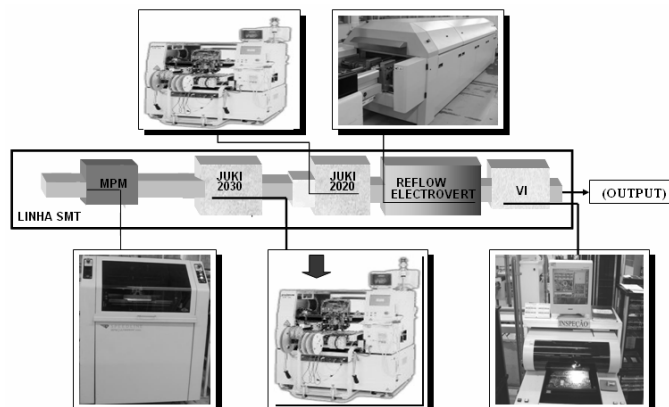 MPM
JUKI
2030
JUKI
2020
REFLOW
ELECTROVERT
VI
(OUTPUT)
LINHA SMT
INSPEÇÃO